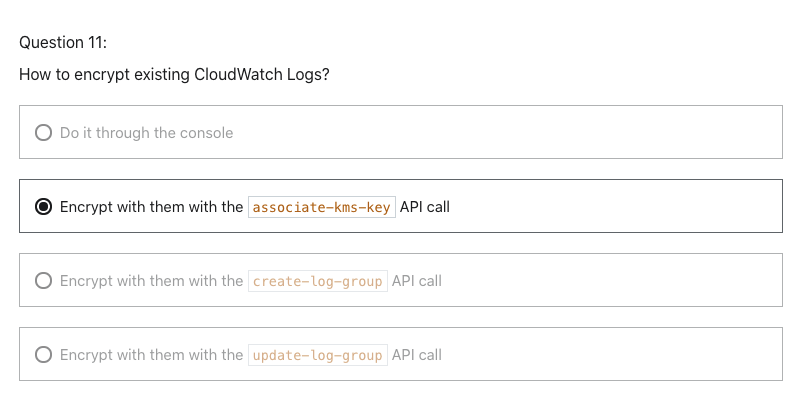 Question 11:
How to encrypt existing CloudWatch Logs?
Do it through the console
Encrypt with them with the associate-kms-key API call
Encrypt with them with the create-log-group API call
Encrypt with them with the update-log-group API call